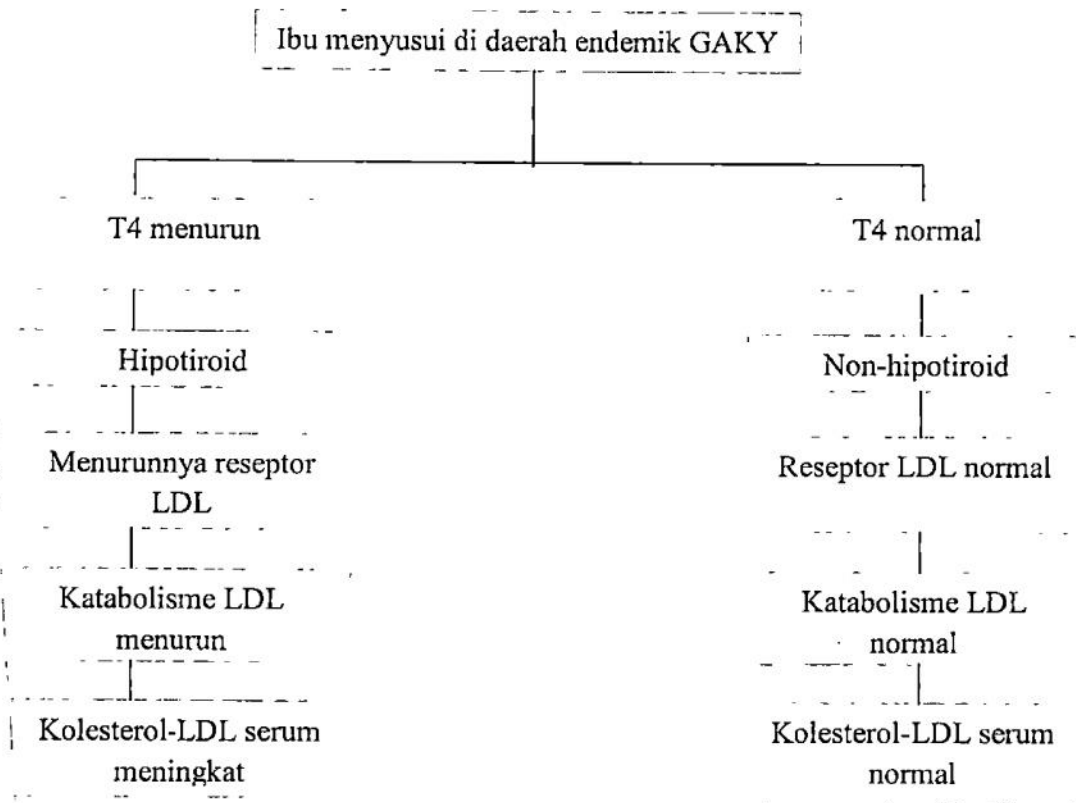 Ibu menyusui di daerah endemik GAKY
T4 menurun
T4 normal
Hipotiroid
Non-hipotiroid
Menurunnya reseptor
LDL
Reseptor LDL normal
Katabolisme LDL
menurun
Katabolisme LDL
normal
Kolesterol-LDL serum
meningkat
Kolesterol-LDL serum
normal